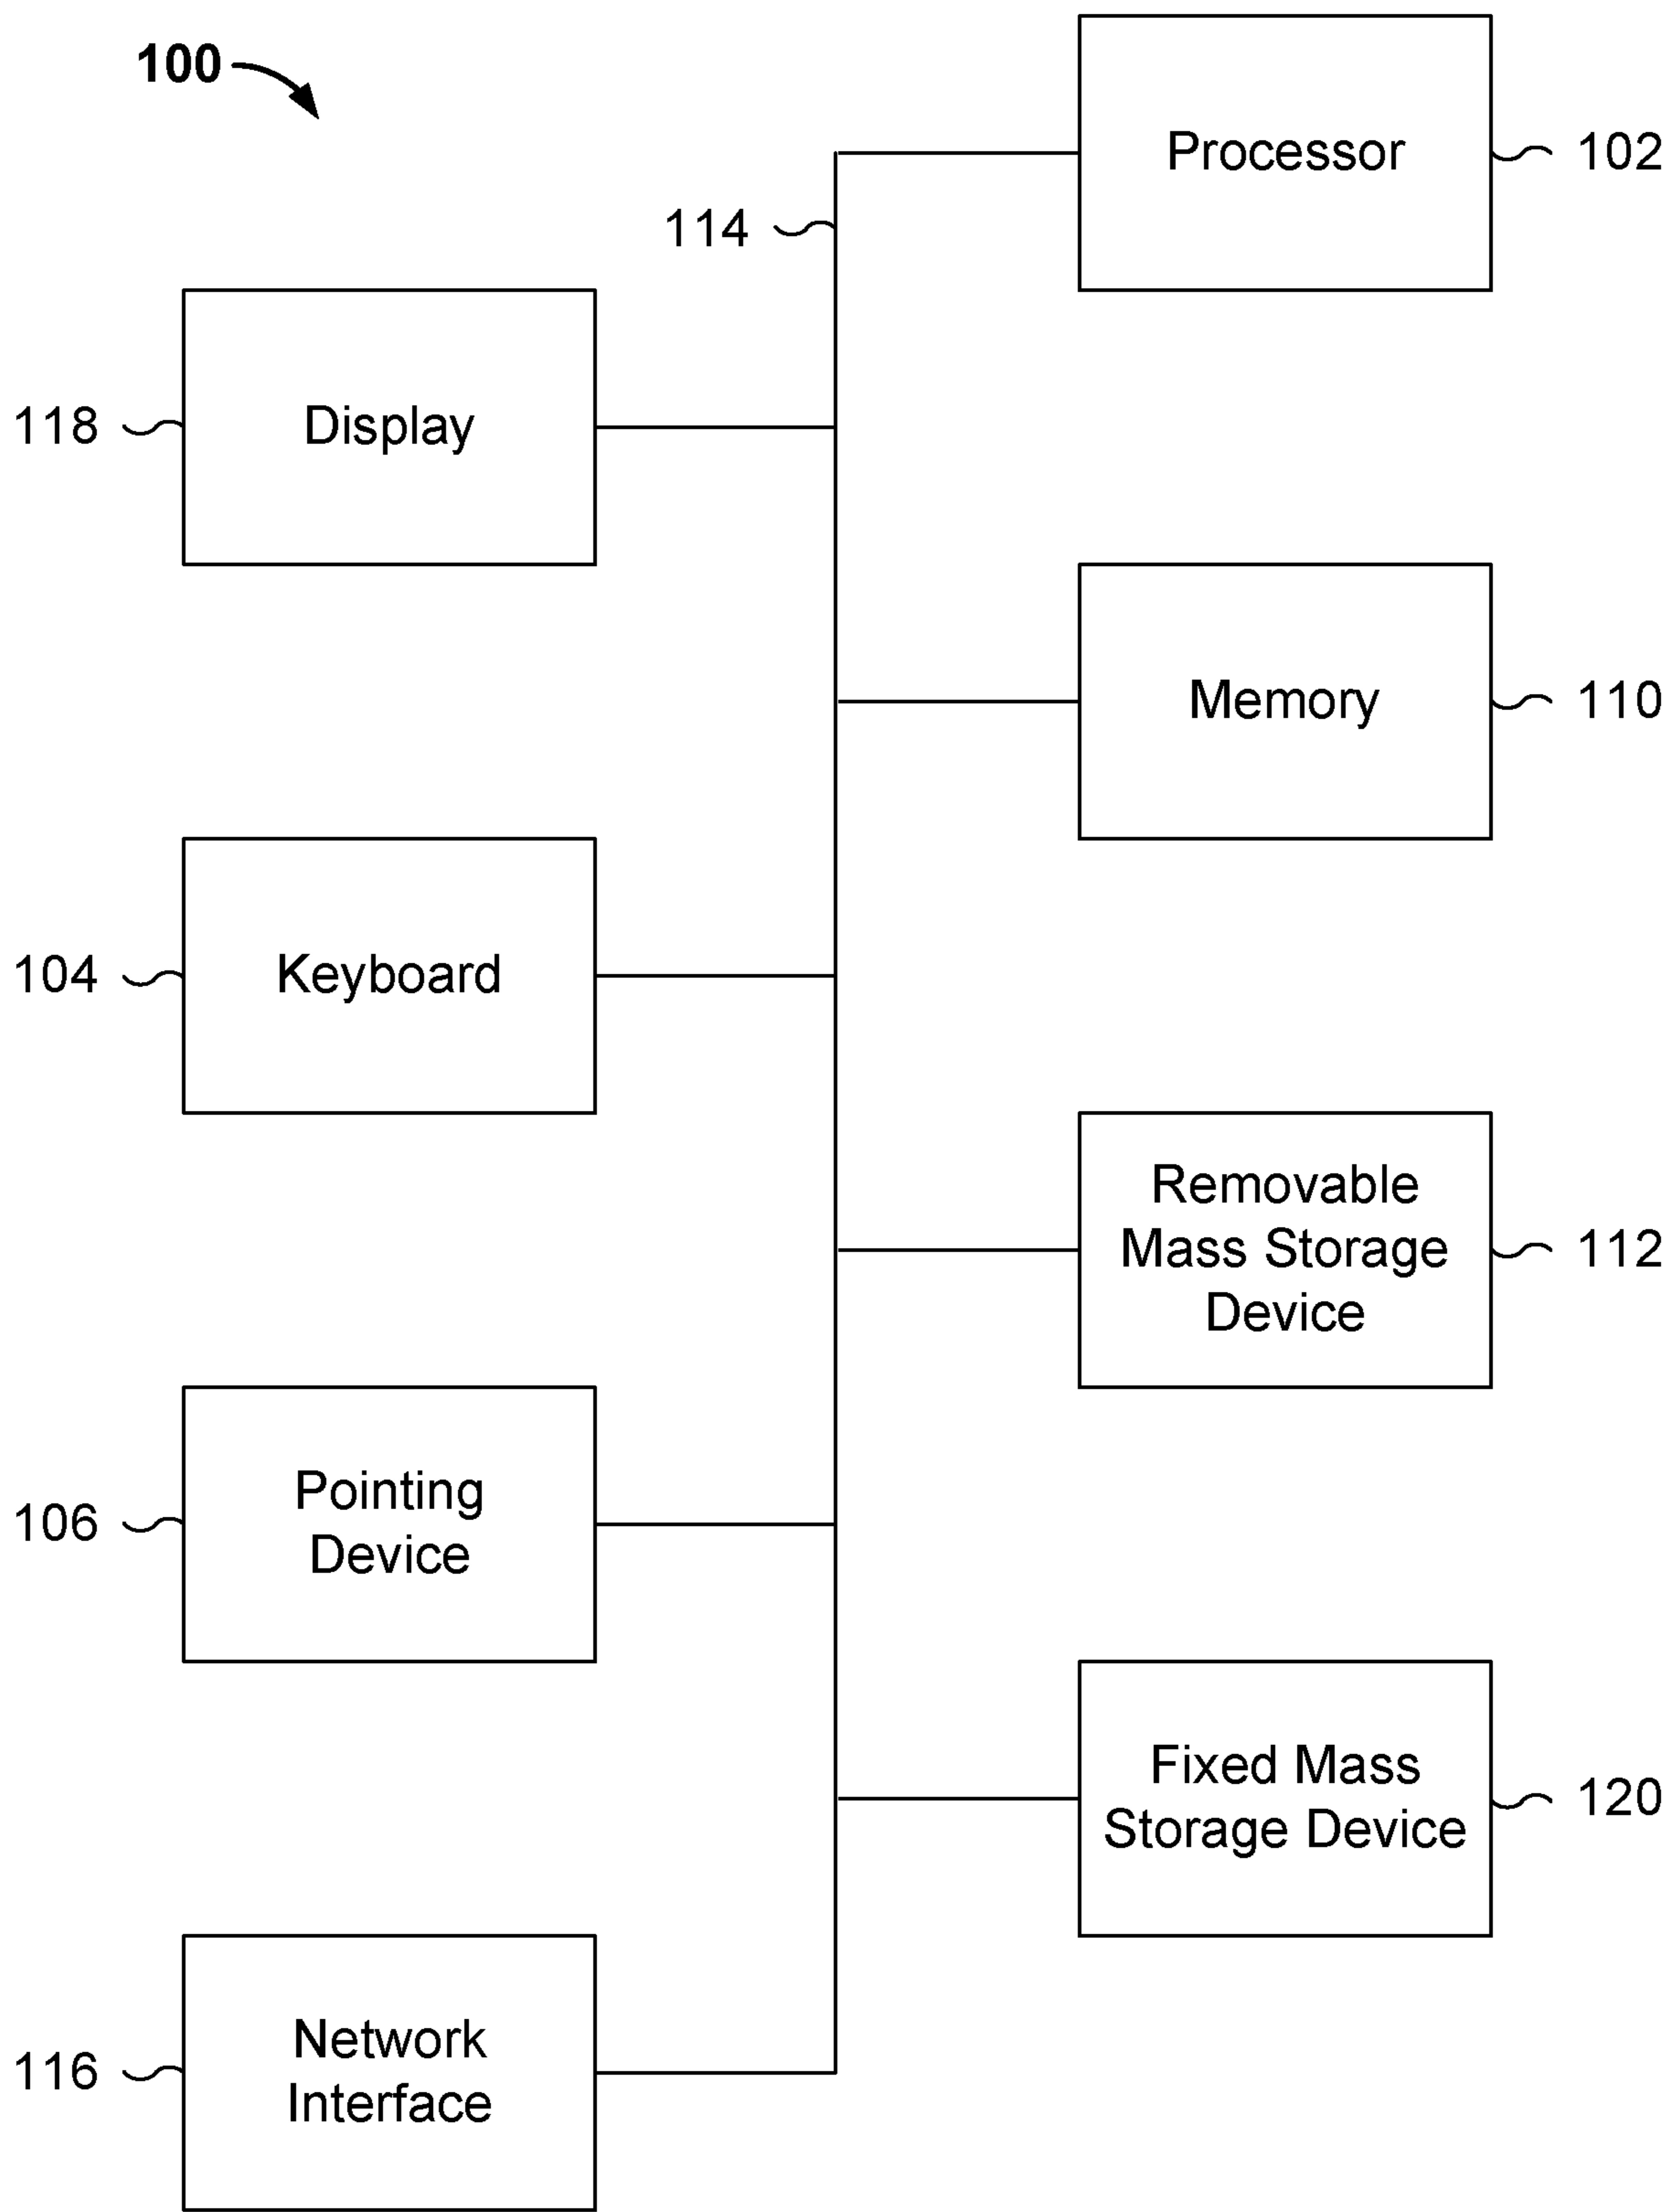 100
Processor
102
114
118
Display
Memory
110
104
Keyboard
Removable
Mass Storage
Device
112
106
Pointing
Device
Fixed Mass
Storage Device
120
116
Network
Interface